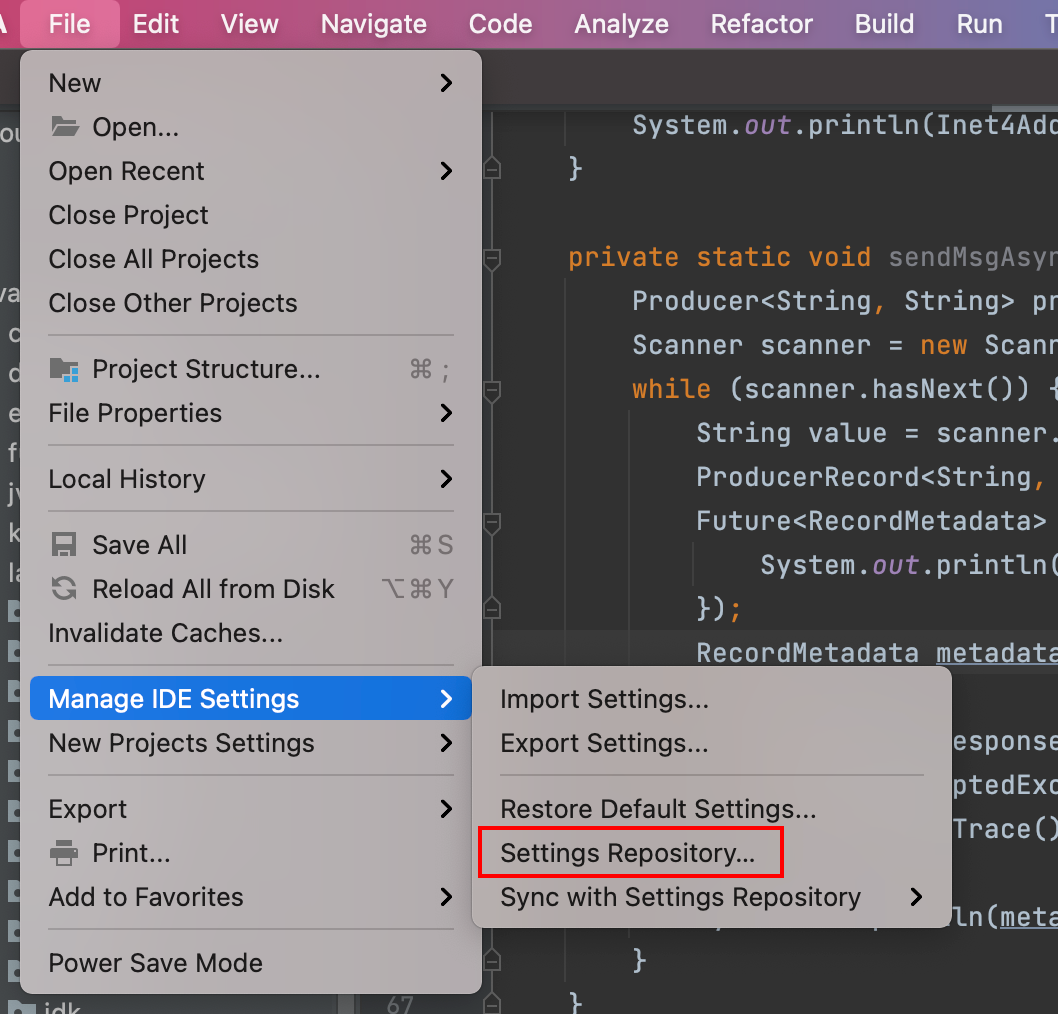 File Edit View Navigate Code Analyze Refactor Build Run
New
Open...
Open Recent
Close Project
Close All Projects
Close Other Projects
Project Structure... ⌘ ;
File Properties
Local History
Save All ⌘ S
Reload All from Disk ⌥ ⌘ Y
Invalidate Caches...
Manage IDE Settings
New Projects Settings
Export
Print...
Add to Favorites
Power Save Mode
Import Settings...
Export Settings...
Restore Default Settings...
Settings Repository...
Sync with Settings Repository
System.out.println(Inet4Add
}
private static void sendMsgAsyn
Producer<String, String> pr
Scanner scanner = new Scann
while (scanner.hasNext()) {
String value = scanner.
ProducerRecord<String,
Future<RecordMetadata>
System.out.println(
});
RecordMetadata metadata
esponse
ptedExc
Trace()
ln(meta
}
67 }
idk